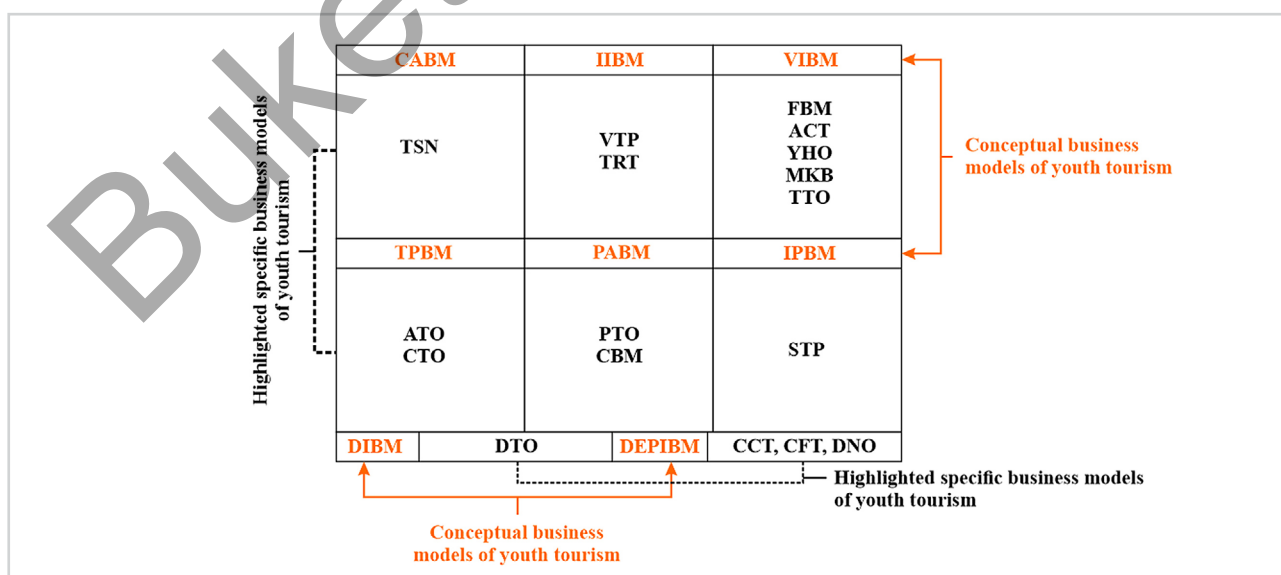 CABM IIBM VIBM
TSN
VTP
TRT
FBM
ACT
YHO
MKB
TTO
Conceptual business
models of youth tourism
Highlighted specific business models
of youth tourism
TPBM PABM IPBM
ATO
CTO
PTO
CBM
STP
DIBM DTO DEPIBM CCT, CFT, DNO
Highlighted specific business models
of youth tourism
Conceptual business
models of youth tourism